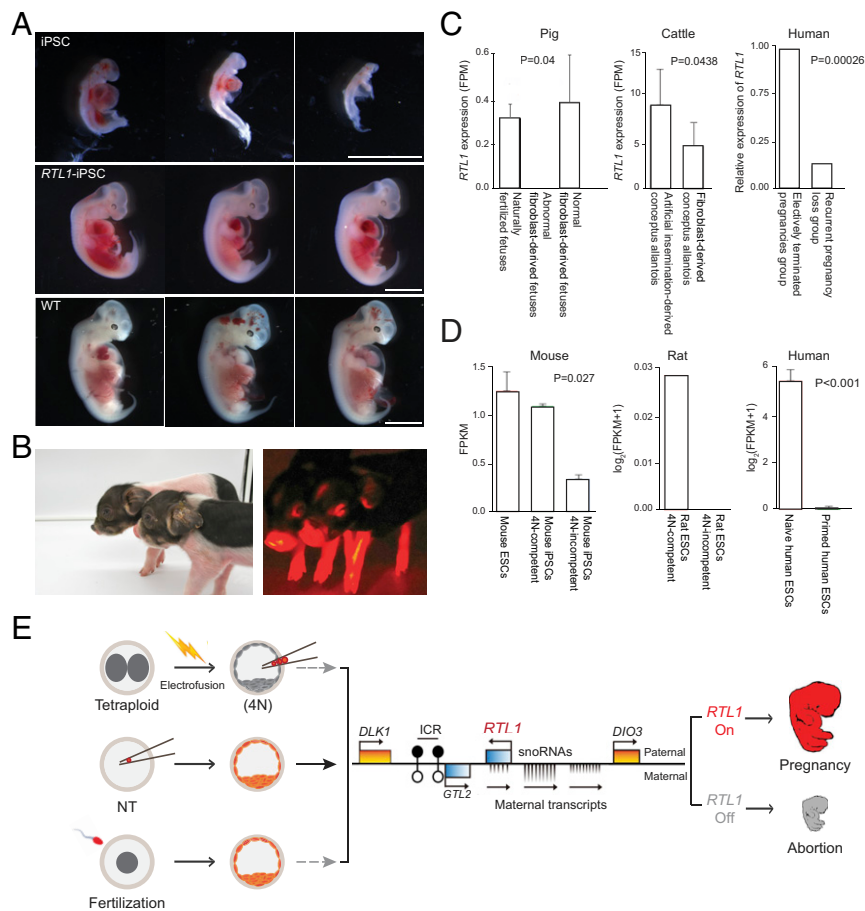 A
iPSC
RTL1-iPSC
WT
B
C
Pig
RTL1 expression (FPM)
0.6
0.4
0.2
0.0
P=0.04
Naturally
fertilized fetuses
Abnormal
fibroblast-derived fetuses
Normal
fibroblast-derived fetuses
Cattle
RTL1 expression (FPM)
15
10
5
0
P=0.0438
Artificial insemination-derived
conceptus allantois
Fibroblast-derived
conceptus allantois
Human
Relative expression of RTL1
1.00
0.75
0.25
0.00
P=0.00026
Electively terminated
pregnancies group
Recurrent pregnancy
loss group
D
Mouse
FPKM
1.5
1.0
0.5
0.0
P=0.027
Mouse ESCs
Mouse iPSCs
4N-competent
Mouse iPSCs
4N-incompetent
Rat
log2(FPKM+1)
0.03
0.02
0.01
0.00
Rat ESCs
4N-competent
Rat ESCs
4N-incompetent
Human
log2(FPKM+1)
6
4
2
0
P<0.001
Naive human ESCs
Primed human ESCs
E
Tetraploid
Electrofusion
(4N)
NT
Fertilization
DLK1
ICR
GTL2
RTL1
snoRNAs
Maternal transcripts
DIO3
Paternal
Maternal
RTL1
On
Pregnancy
RTL1
Off
Abortion